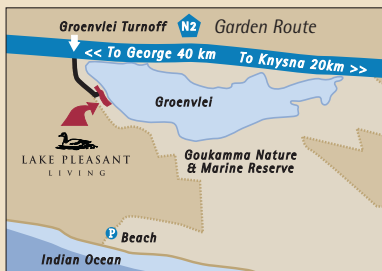 Groenvlei Turnoff N2 Garden Route
<< To George 40 km To Knysna 20km >>
Groenvlei
LAKE PLEASANT
LIVING
Goukamma Nature
& Marine Reserve
P Beach
Indian Ocean